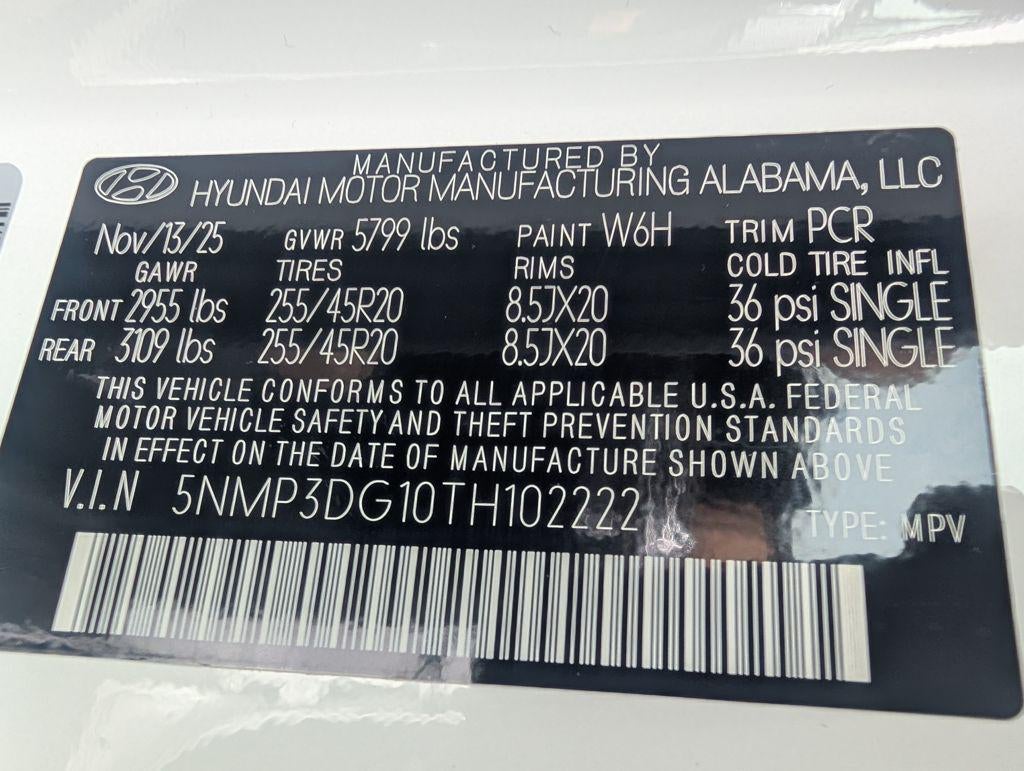 MANUFACTURED BY
HYUNDAI MOTOR MANUFACTURING ALABAMA, LLC
Nov/13/25 GVWR 5799 lbs PAINT W6H TRIM PCR
GAWR TIRES RIMS COLD TIRE INFL
FRONT 2955 lbs 255/45R20 8.5JX20 36 psi SINGLE
REAR 3109 lbs 255/45R20 8.5JX20 36 psi SINGLE
THIS VEHICLE CONFORMS TO ALL APPLICABLE U.S.A. FEDERAL
MOTOR VEHICLE SAFETY AND THEFT PREVENTION STANDARDS
IN EFFECT ON THE DATE OF MANUFACTURE SHOWN ABOVE
V.I.N 5NMP3DG10TH102222 TYPE: MPV